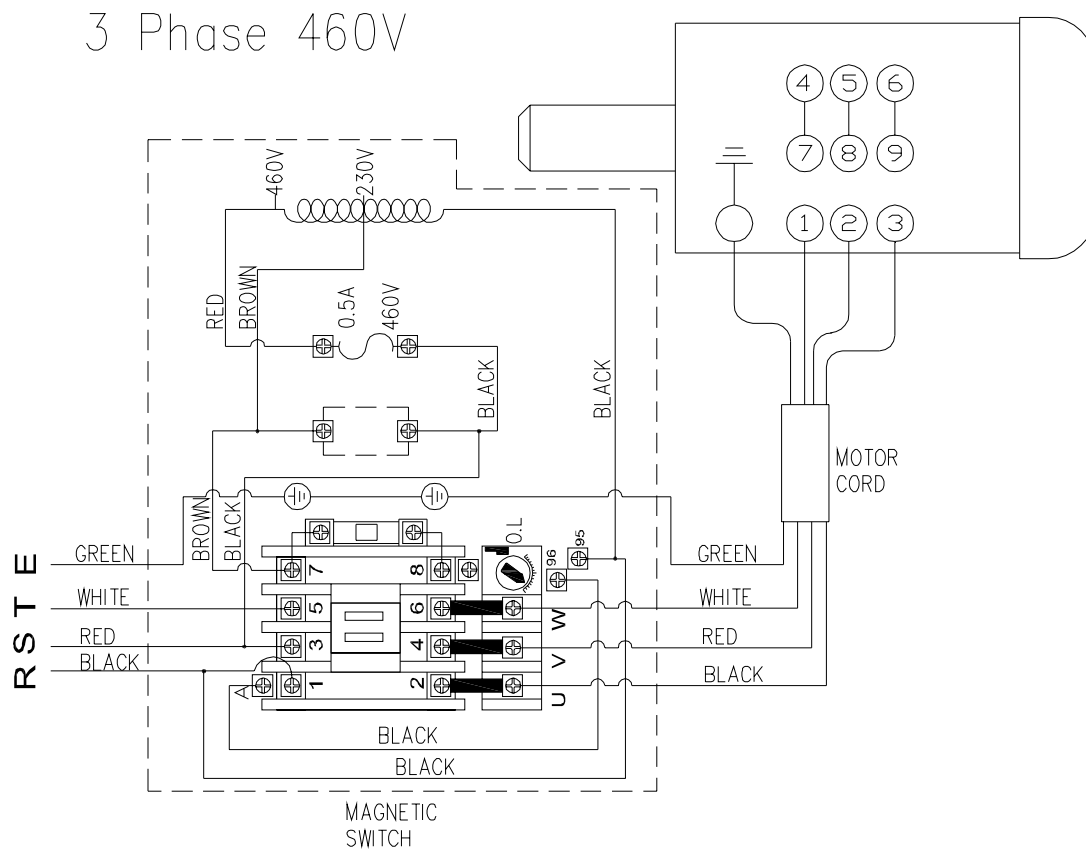 3 Phase 460V
4 5 6
7 8 9
1 2 3
460V
230V
RED
BROWN
0.5A
460V
BLACK
BLACK
MOTOR
CORD
BROWN
BLACK
O.L
96
95
E
GREEN
GREEN
7
8
T
WHITE
5
6
W
WHITE
S
RED
3
4
V
RED
R
BLACK
A
1
2
U
BLACK
BLACK
BLACK
MAGNETIC
SWITCH